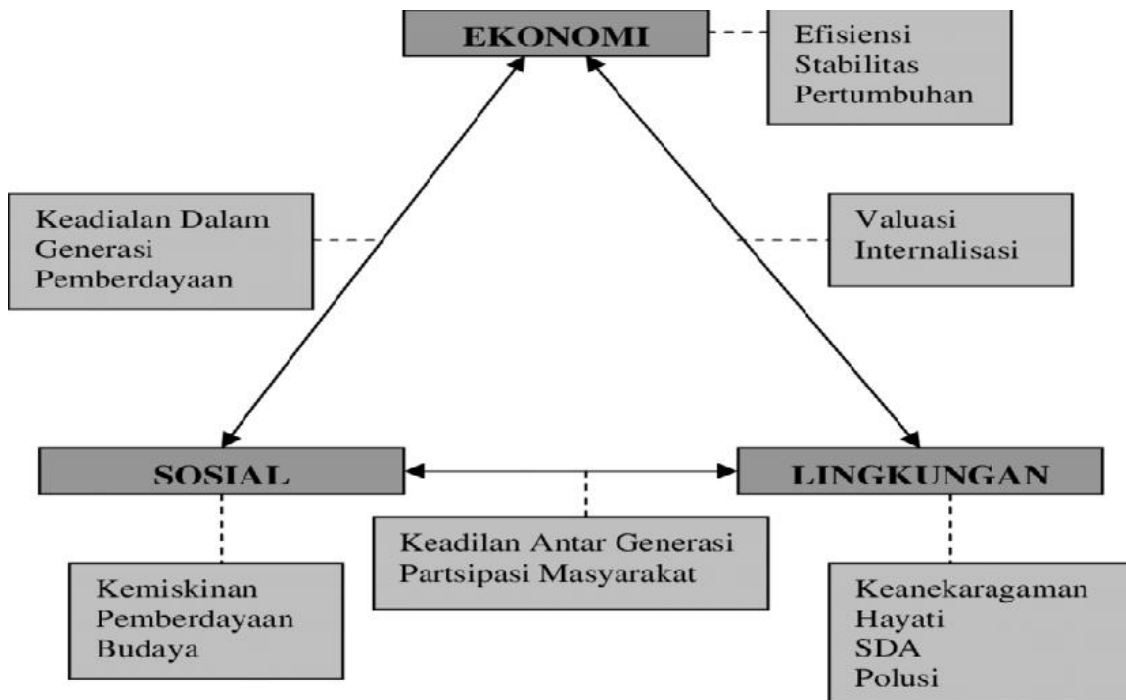 EKONOMI
Efisiensi
Stabilitas
Pertumbuhan
Keadialan Dalam
Generasi
Pemberdayaan
Valuasi
Internalisasi
SOSIAL
LINGKUNGAN
Keadilan Antar Generasi
Partsipasi Masyarakat
Kemiskinan
Pemberdayaan
Budaya
Keanekaragaman
Hayati
SDA
Polusi